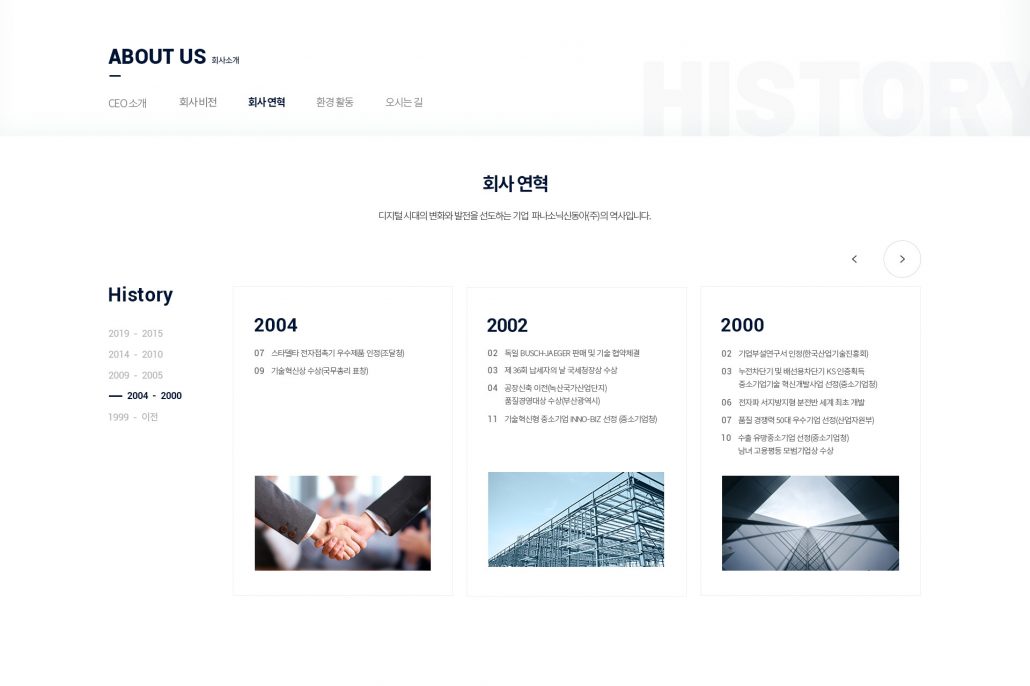 ABOUT US 회사소개
HISTORY
CEO 소개 회사 비전 회사 연혁 환경 활동 오시는 길
회사 연혁
디지털 시대의 변화와 발전을 선도하는 기업 파나소닉신동아(주)의 역사입니다.
History
2019 - 2015
2014 - 2010
2009 - 2005
2004 - 2000
1999 - 이전
2004
07 스타델타 전자접촉기 우수제품 인정(조달청)
09 기술혁신상 수상(국무총리 표창)
2002
02 독일 BUSCH-JAEGER 판매 및 기술 협약체결
03 제 36회 납세자의 날 국세청장상 수상
04 공장신축 이전(녹산국가산업단지)
품질경영대상 수상(부산광역시)
11 기술혁신형 중소기업 INNO-BIZ 선정 (중소기업청)
2000
02 기업부설연구서 인정(한국산업기술진흥회)
03 누전차단기 및 배선용차단기 KS 인증획득
중소기업기술 혁신개발사업 선정(중소기업청)
06 전자화 서지방지형 분전반 세계 최초 개발
07 품질 경쟁력 50대 우수기업 선정(산업자원부)
10 수출 유망중소기업 선정(중소기업청)
남녀 고용평등 모범기업상 수상